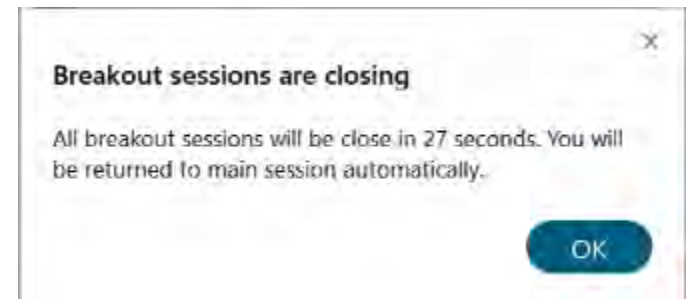 Breakout sessions are closing
All breakout sessions will be close in 27 seconds. You will
be returned to main session automatically.
OK